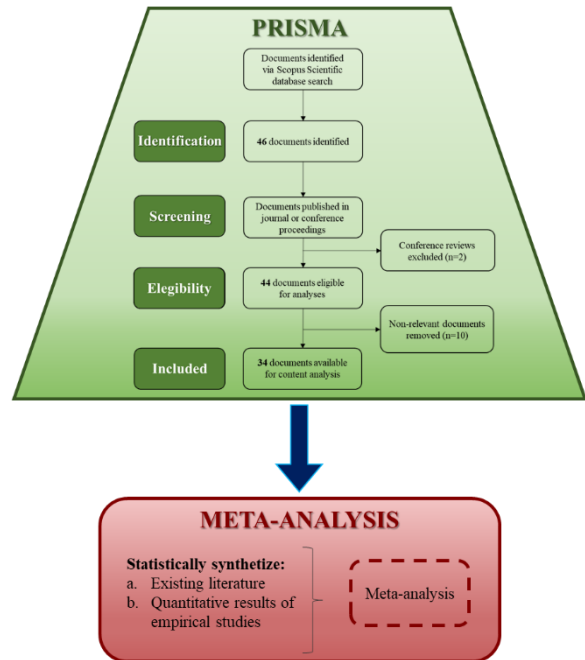 PRISMA
Documents identified
via Scopus Scientific
database search
Identification
46 documents identified
Screening
Documents published in
journal or conference
proceedings
Conference reviews
excluded (n=2)
Elegibility
44 documents eligible
for analyses
Non-relevant documents
removed (n=10)
Included
34 documents available
for content analysis
META-ANALYSIS
Statistically synthetize:
a. Existing literature
b. Quantitative results of
empirical studies
Meta-analysis